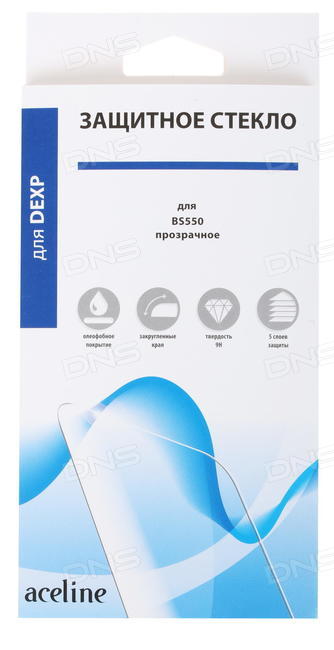 ЗАЩИТНОЕ СТЕКЛО
для DEXP
для
BS550
прозрачное
олеофобное
покрытие
закругленные
края
твердость
9H
5 слоев
защиты
aceline
DNS